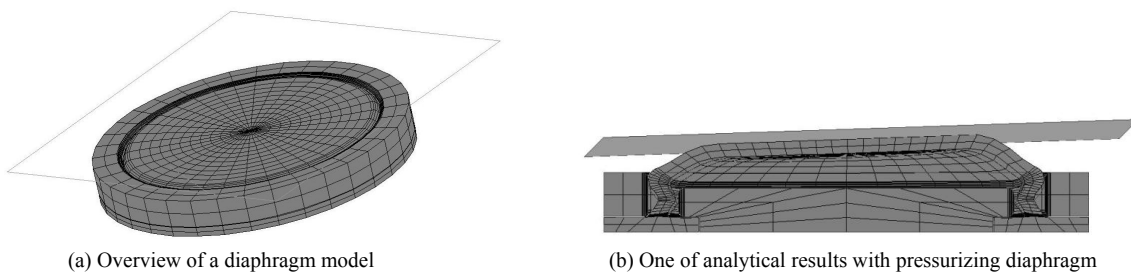 (a) Overview of a diaphragm model
(b) One of analytical results with pressurizing diaphragm